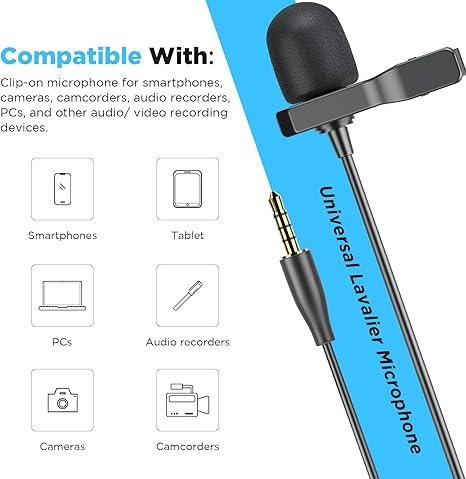 Compatible With:
Clip-on microphone for smartphones,
cameras, camcorders, audio recorders,
PCs, and other audio/ video recording
devices.
Smartphones
Tablet
PCs
Audio recorders
Cameras
Camcorders
Universal Lavalier Microphone